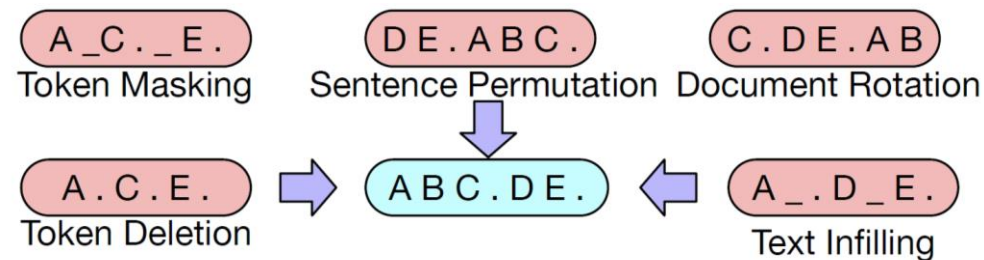 A _ C . _ E .
D E . A B C .
C . D E . A B
Token Masking
Sentence Permutation
Document Rotation
A . C . E .
A B C . D E .
A _ . D _ E .
Token Deletion
Text Infilling